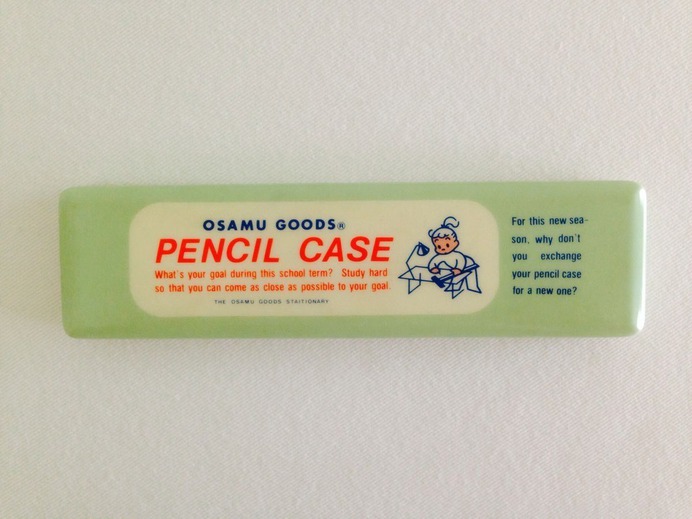 OSAMU GOODS®
PENCIL CASE
What's your goal during this school term? Study hard
so that you can come as close as possible to your goal.
THE OSAMU GOODS STAITIONARY
For this new sea-
son, why don't
you exchange
your pencil case
for a new one?